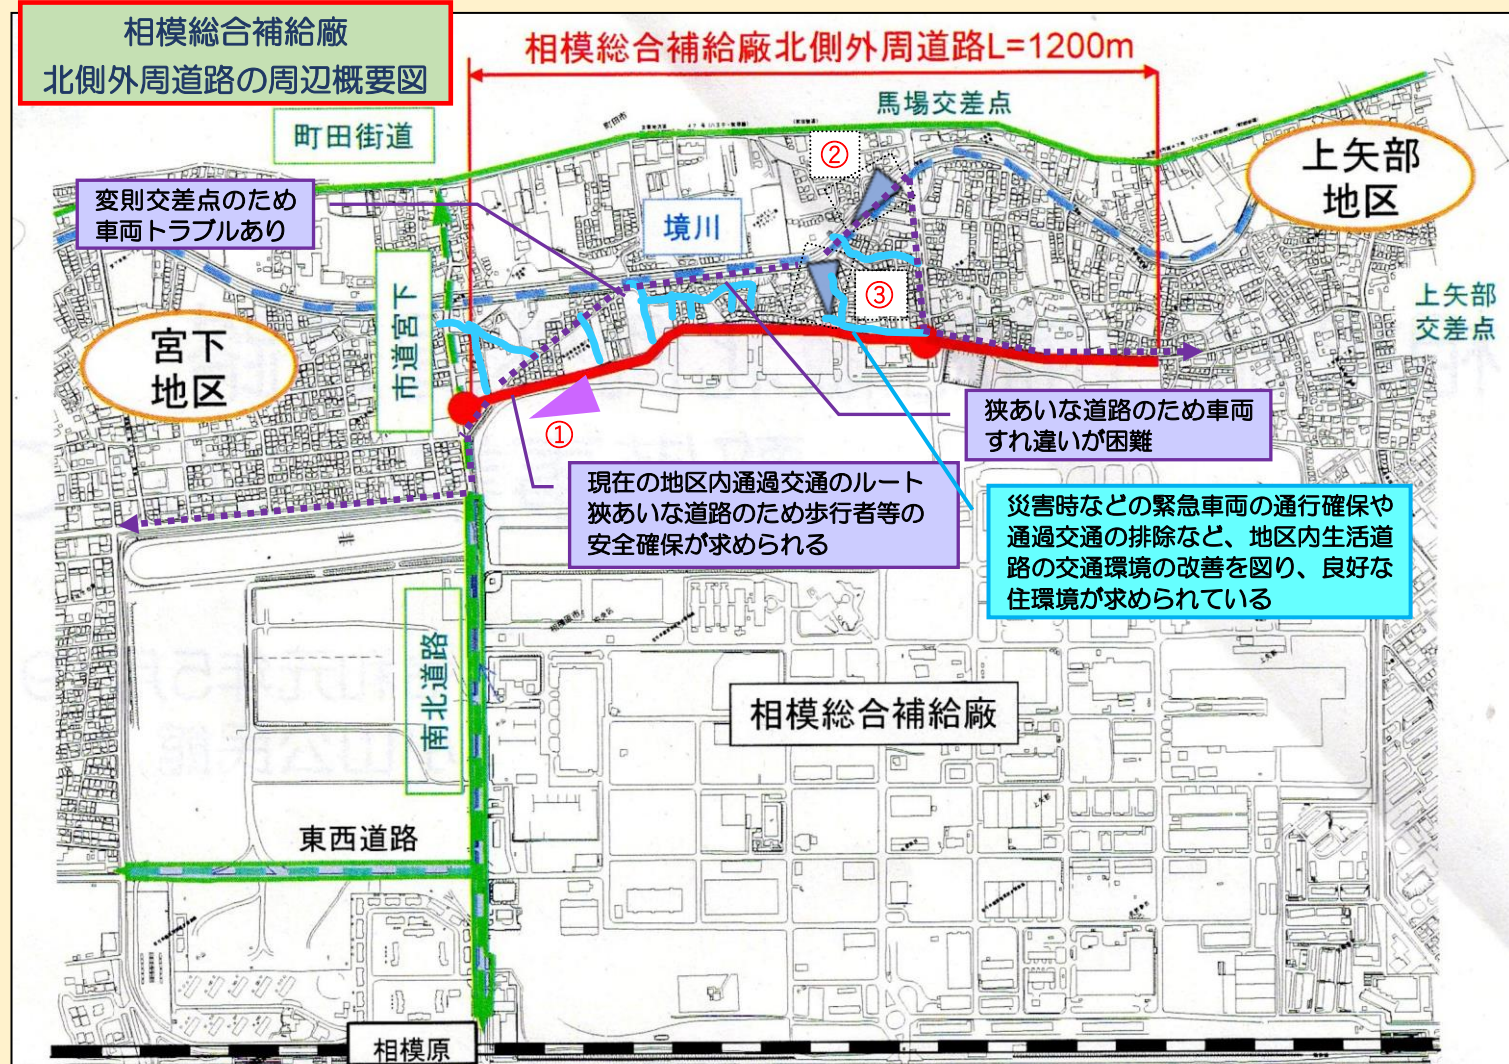 相模総合補給廠
北側外周道路の周辺概要図
相模総合補給廠北側外周道路L=1200m
馬場交差点
町田街道
町田市
②
上矢部
地区
変則交差点のため
車両トラブルあり
境川
③
上矢部
交差点
宮下
地区
市道宮下
①
狭あいな道路のため車両
すれ違いが困難
現在の地区内通過交通のルート
狭あいな道路のため歩行者等の
安全確保が求められる
災害時などの緊急車両の通行確保や
通過交通の排除など、地区内生活道
路の交通環境の改善を図り、良好な
住環境が求められている
南北道路
相模総合補給廠
東西道路
相模原
N